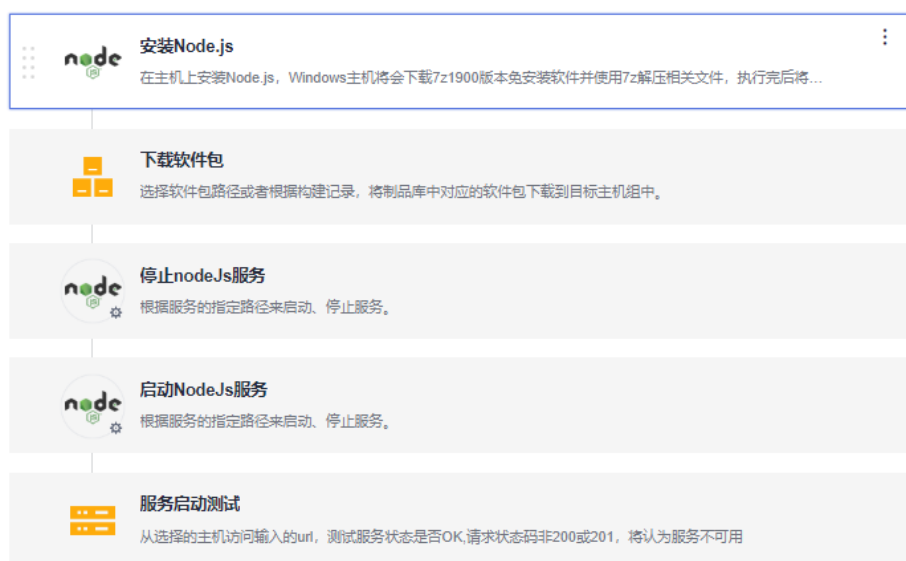 node
JS
安装Node.js
在主机上安装Node.js，Windows主机将会下载7z1900版本免安装软件并使用7z解压相关文件，执行完后将...
下载软件包
选择软件包路径或者根据构建记录，将制品库中对应的软件包下载到目标主机组中。
node
JS
停止nodeJs服务
根据服务的指定路径来启动、停止服务。
node
JS
启动NodeJs服务
根据服务的指定路径来启动、停止服务。
服务启动测试
从选择的主机访问输入的url，测试服务状态是否OK,请求状态码非200或201，将认为服务不可用